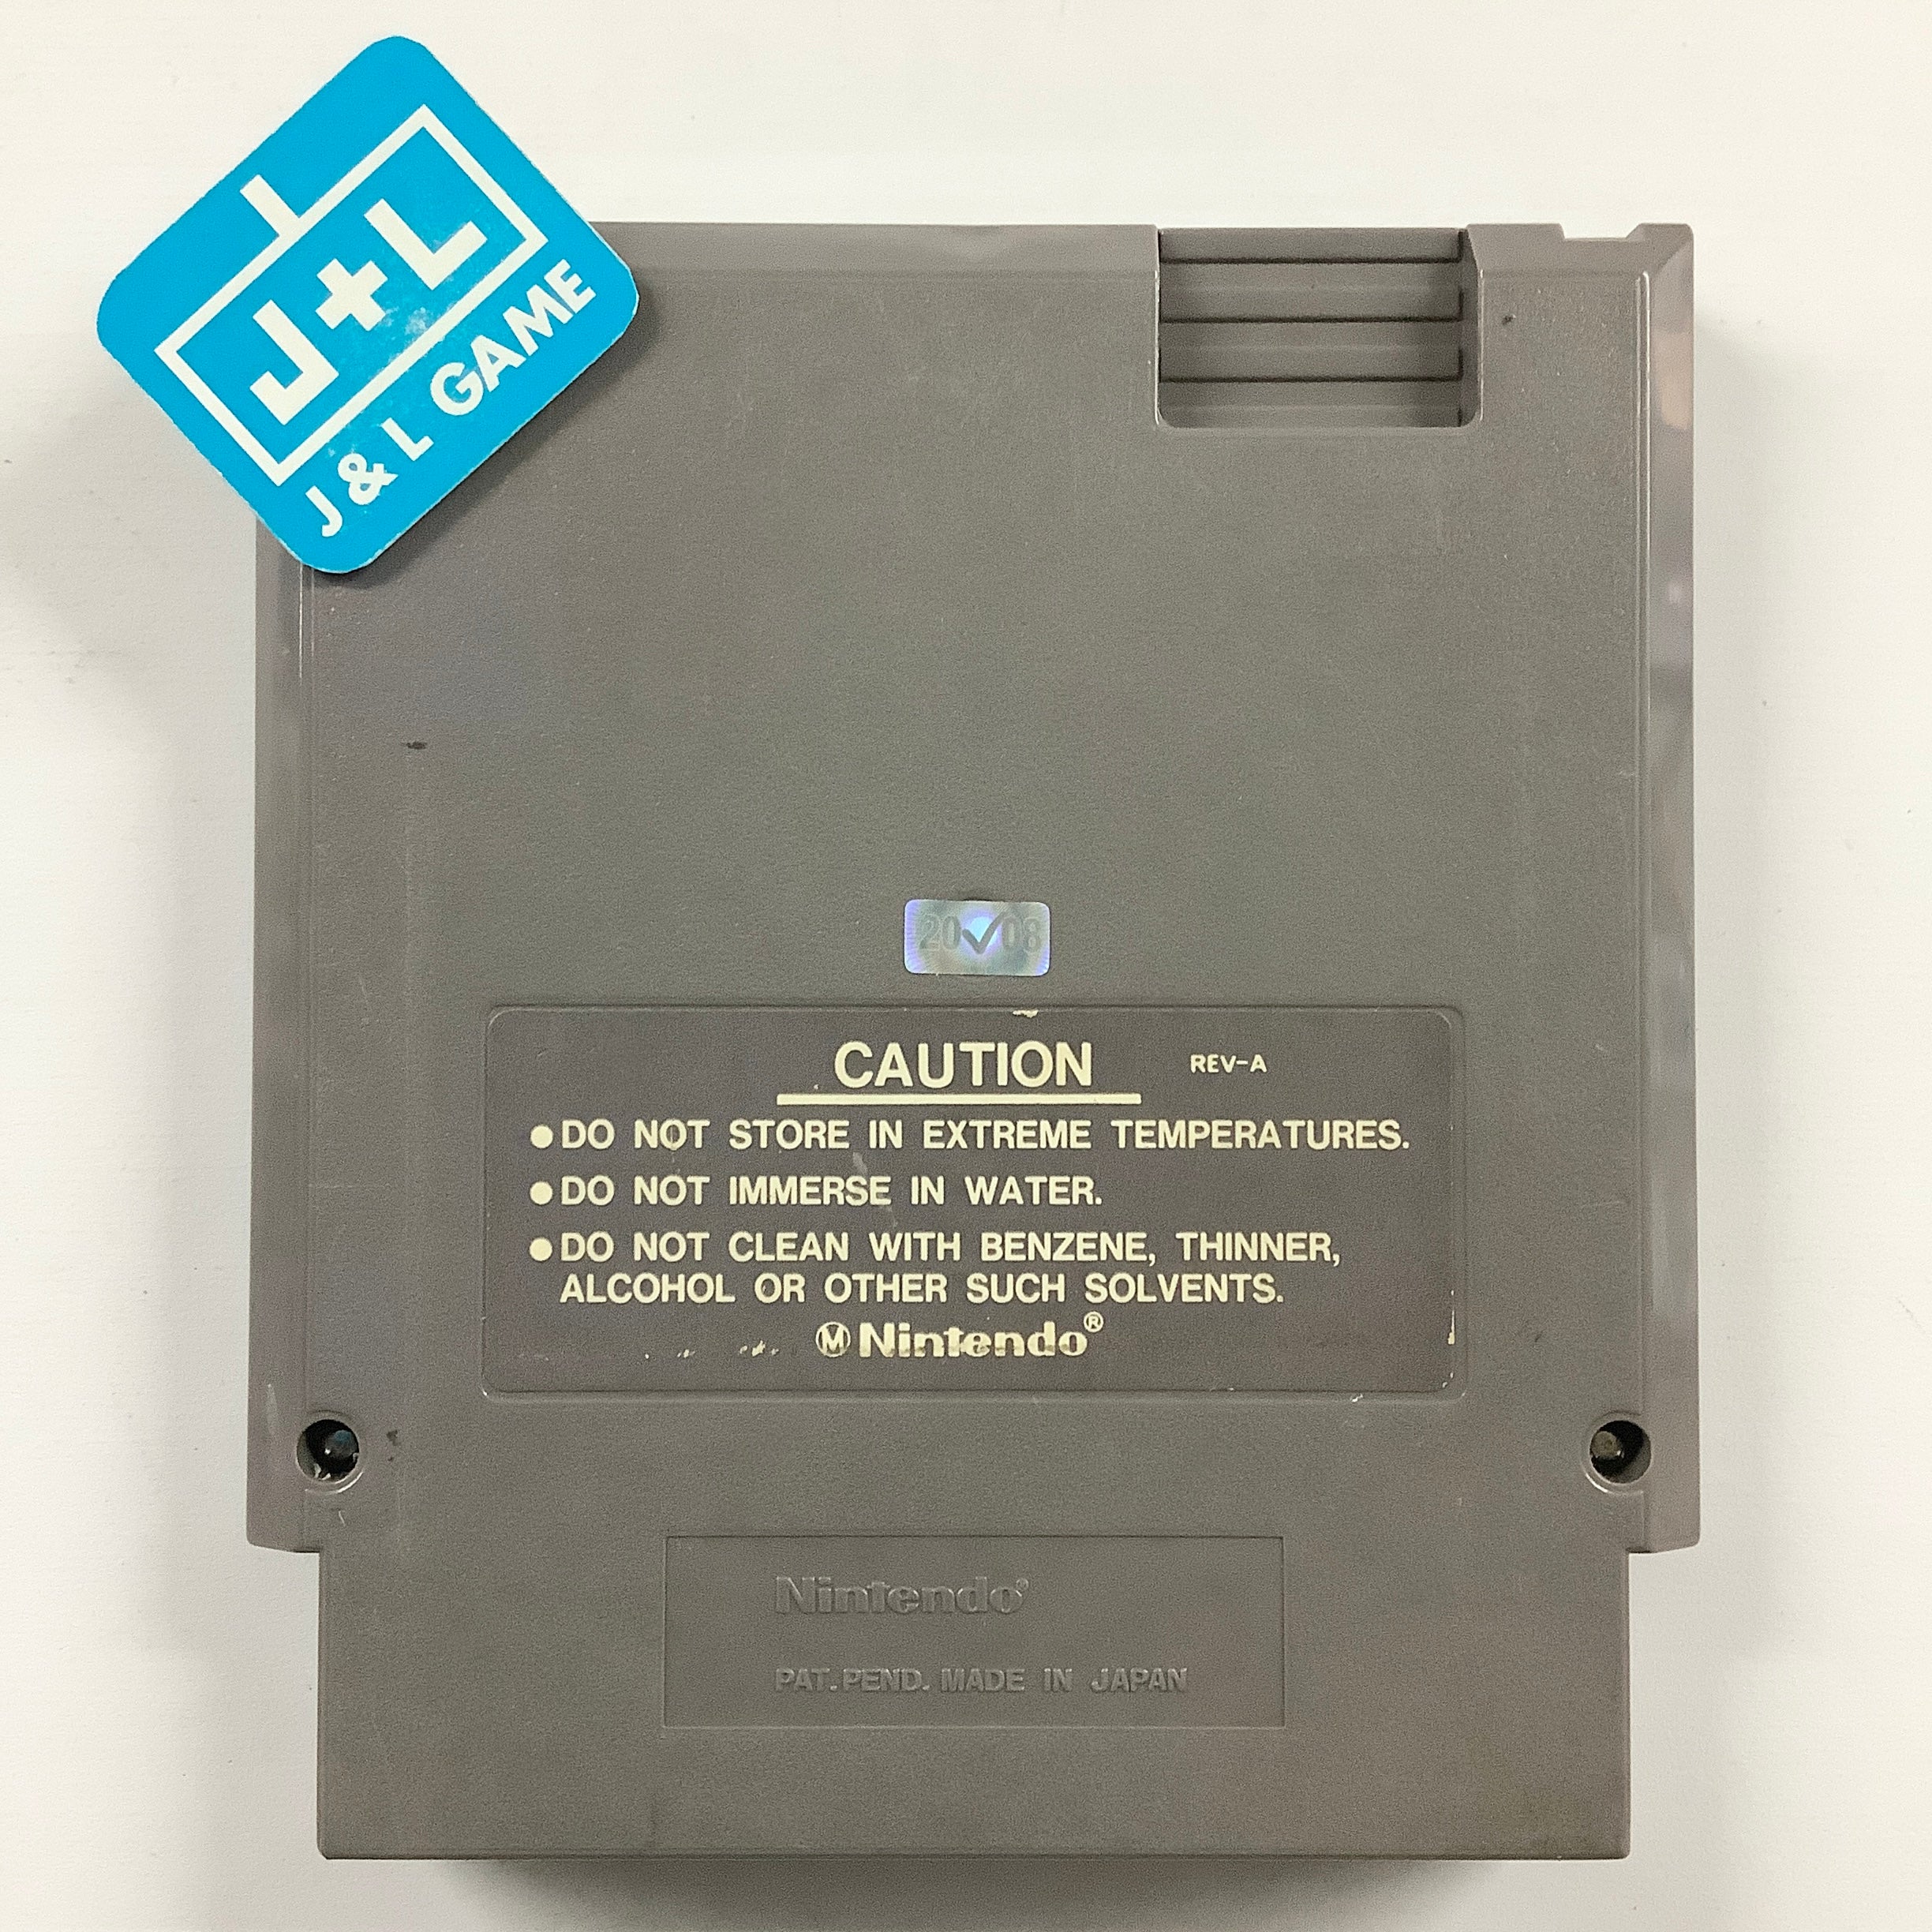 J+L
J & L GAME
20✓08
CAUTION REV-A
●DO NOT STORE IN EXTREME TEMPERATURES.
●DO NOT IMMERSE IN WATER.
●DO NOT CLEAN WITH BENZENE, THINNER,
ALCOHOL OR OTHER SUCH SOLVENTS.
Ⓜ Nintendo®
Nintendo®
PAT. PEND. MADE IN JAPAN